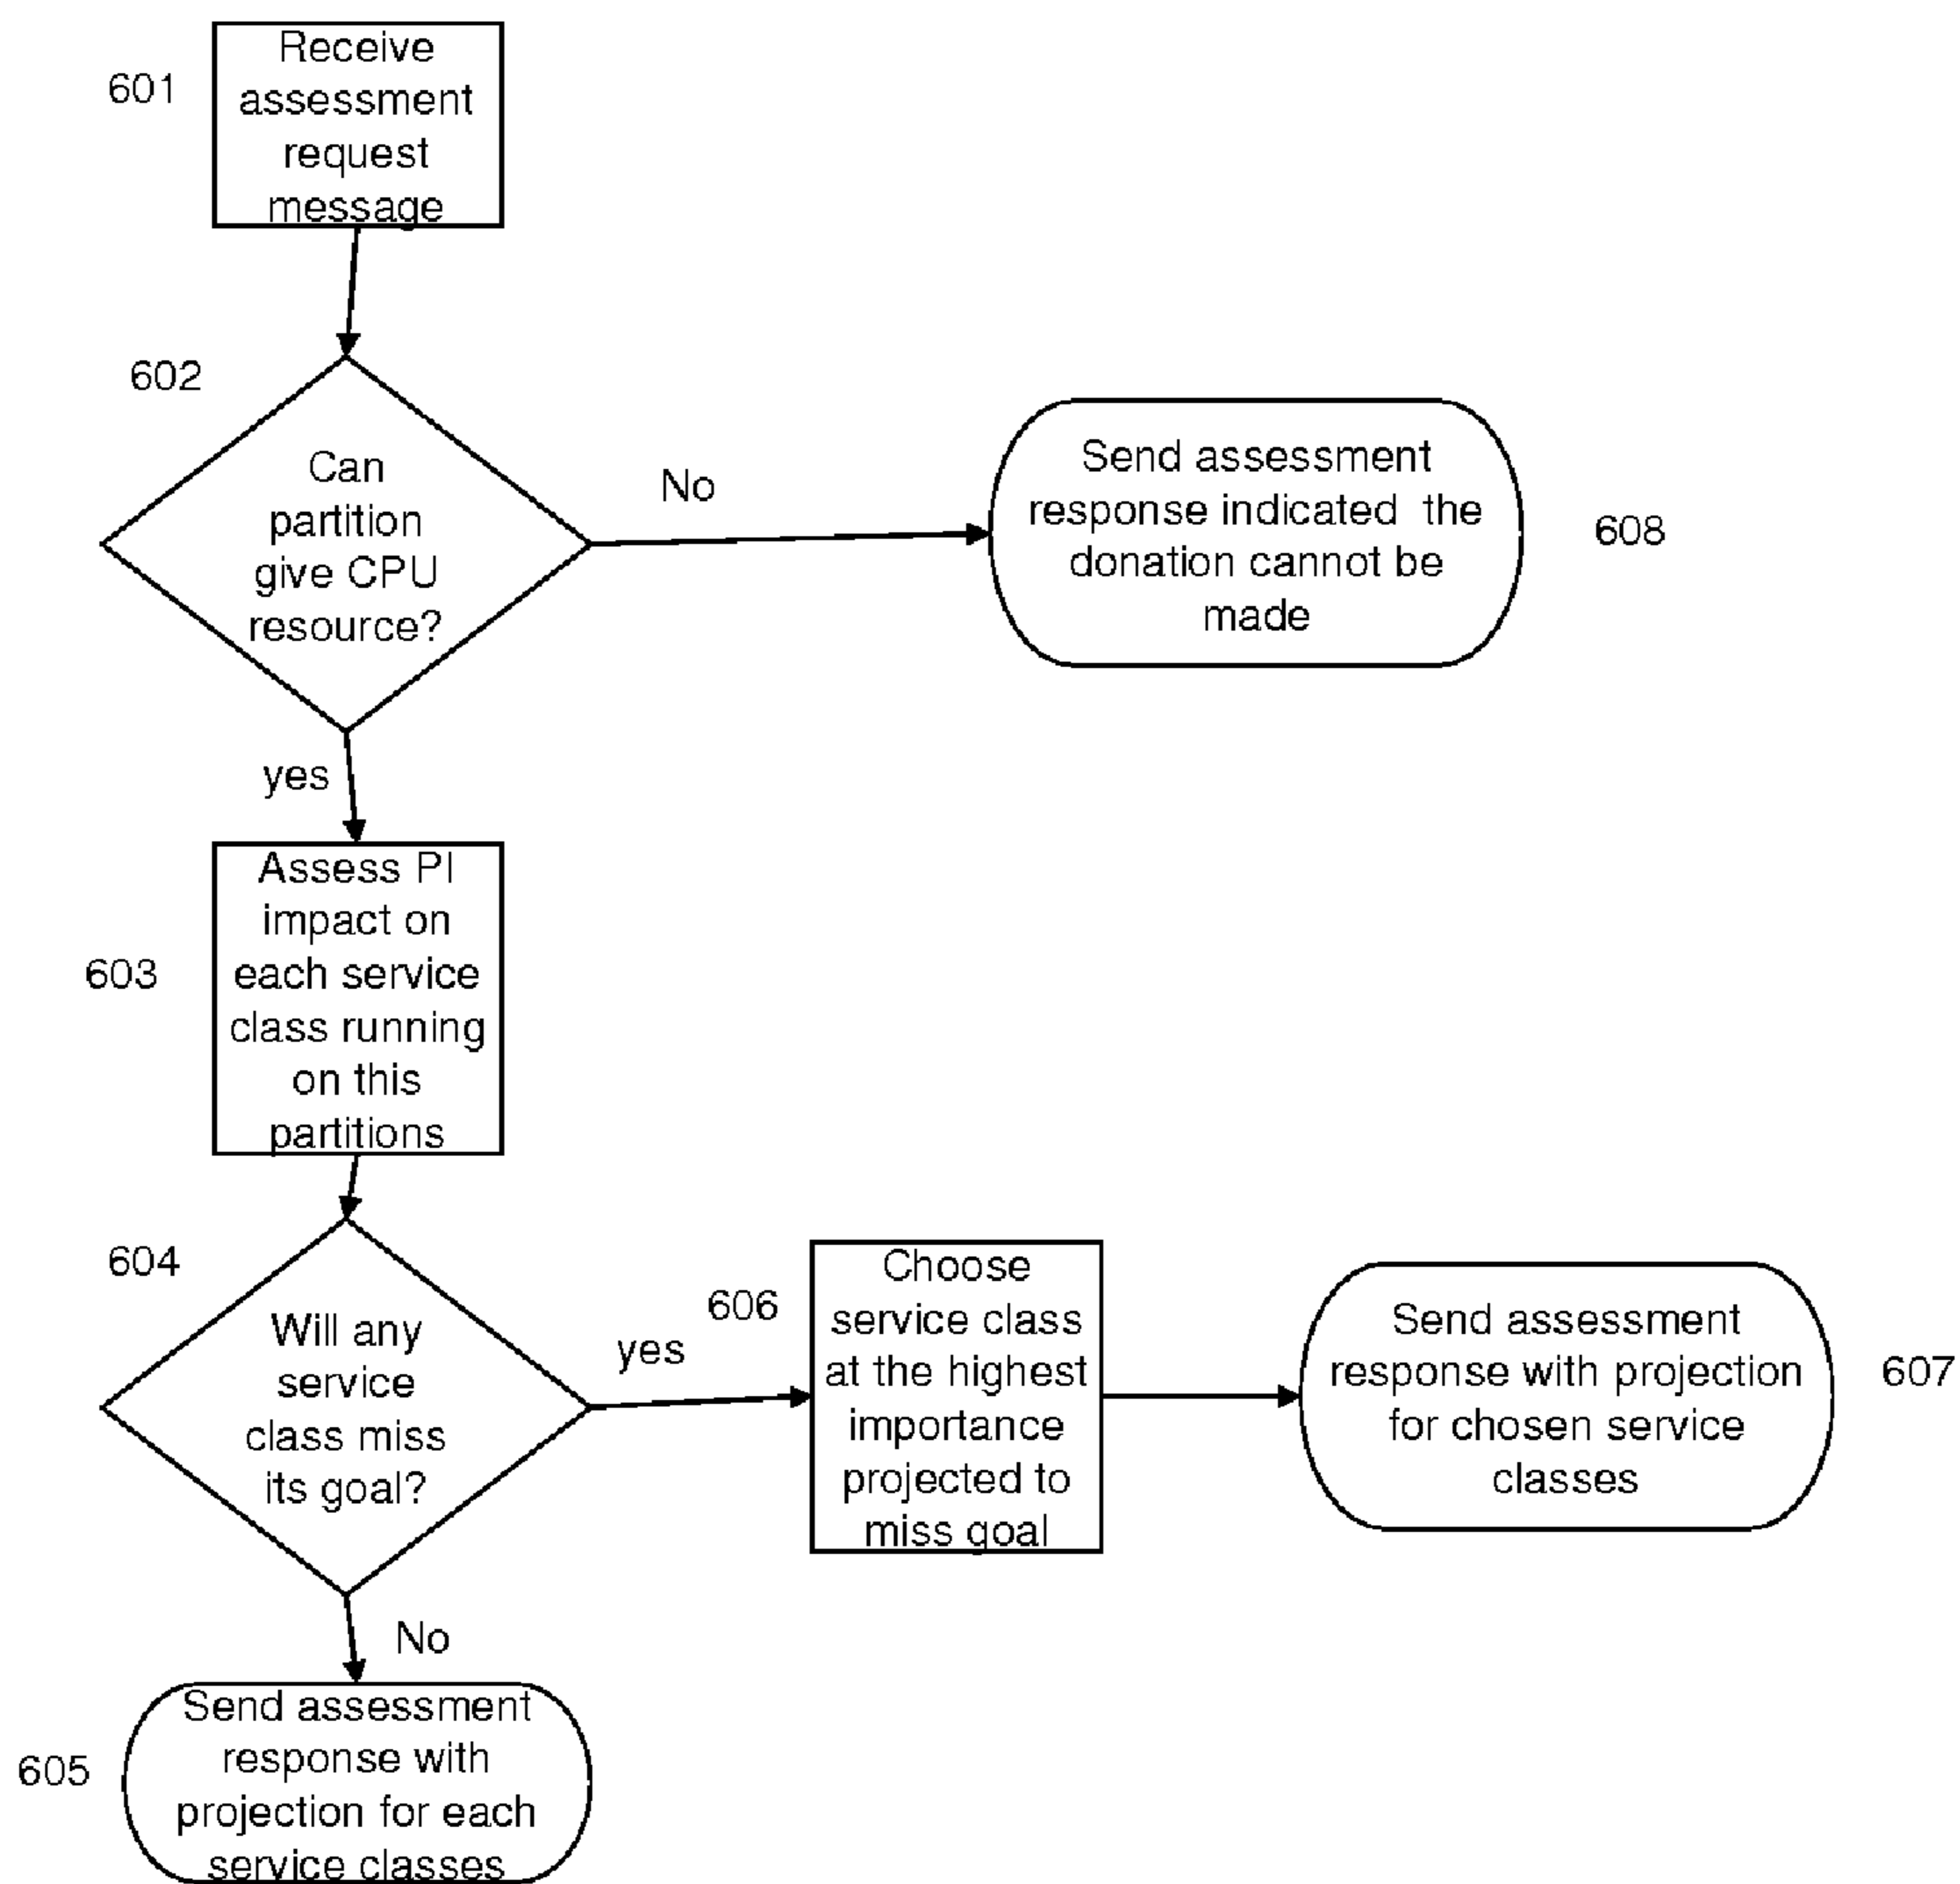 601
Receive
assessment
request
message
602
Can
partition
give CPU
resource?
No
Send assessment
response indicated the
donation cannot be
made
608
yes
603
Assess PI
impact on
each service
class running
on this
partitions
604
Will any
service
class miss
its goal?
yes
606
Choose
service class
at the highest
importance
projected to
miss goal
Send assessment
response with projection
for chosen service
classes
607
No
605
Send assessment
response with
projection for each
service classes